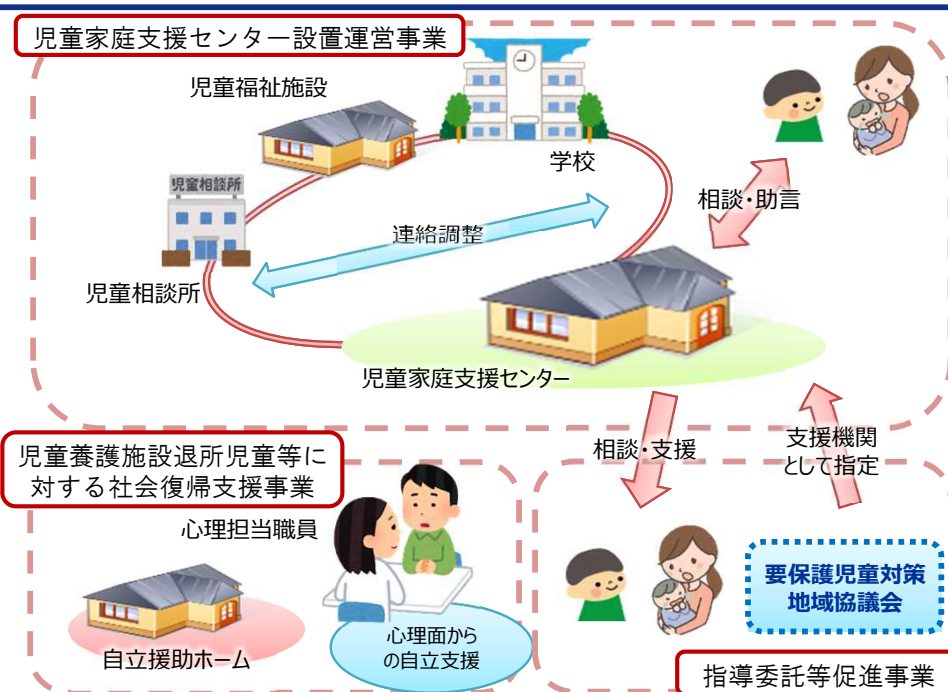 児童家庭支援センター設置運営事業
児童福祉施設
学校
児童相談所
児童相談所
連絡調整
相談・助言
児童家庭支援センター
相談・支援
支援機関
として指定
児童養護施設退所児童等に
対する社会復帰支援事業
心理担当職員
自立援助ホーム
心理面から
の自立支援
要保護児童対策
地域協議会
指導委託等促進事業